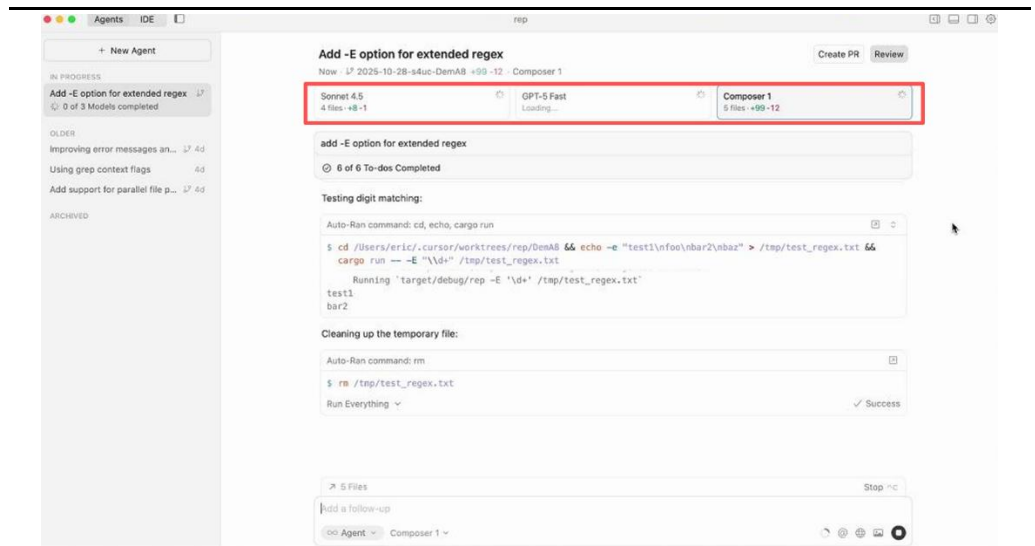 Agents IDE rep
+ New Agent
IN PROGRESS
Add -E option for extended regex
0 of 3 Models completed
OLDER
Improving error messages an... 4d
Using grep context flags 4d
Add support for parallel file p... 4d
ARCHIVED
Add -E option for extended regex
Create PR Review
Now · 2025-10-28-s4uc-DemA8 +99 -12 · Composer 1
Sonnet 4.5
4 files · +8 -1
GPT-5 Fast
Loading...
Composer 1
5 files · +99 -12
add -E option for extended regex
6 of 6 To-dos Completed
Testing digit matching:
Auto-Ran command: cd, echo, cargo run
$ cd /Users/eric/.cursor/worktrees/rep/DemA8 && echo -e "test1\nfoo\nbar2\nbaz" > /tmp/test_regex.txt &&
cargo run -- -E "\\d+" /tmp/test_regex.txt
Running `target/debug/rep -E '\d+' /tmp/test_regex.txt`
test1
bar2
Cleaning up the temporary file:
Auto-Ran command: rm
$ rm /tmp/test_regex.txt
Run Everything
✓ Success
5 Files
Stop ^C
Add a follow-up
Agent Composer 1